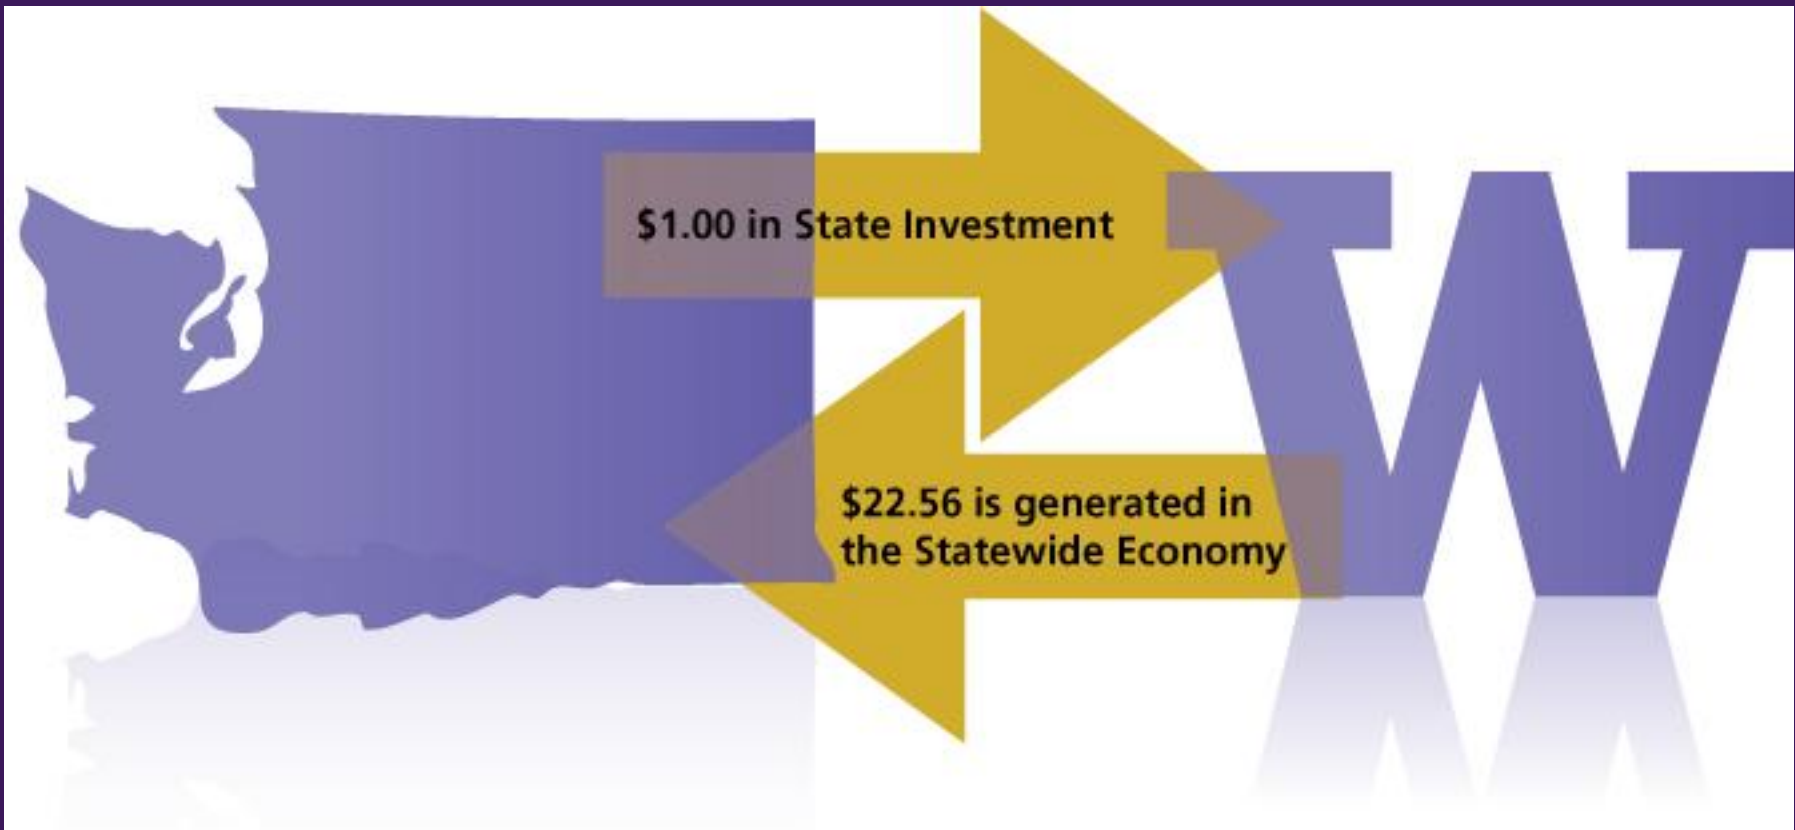 $1.00 in State Investment
W
$22.56 is generated in
the Statewide Economy